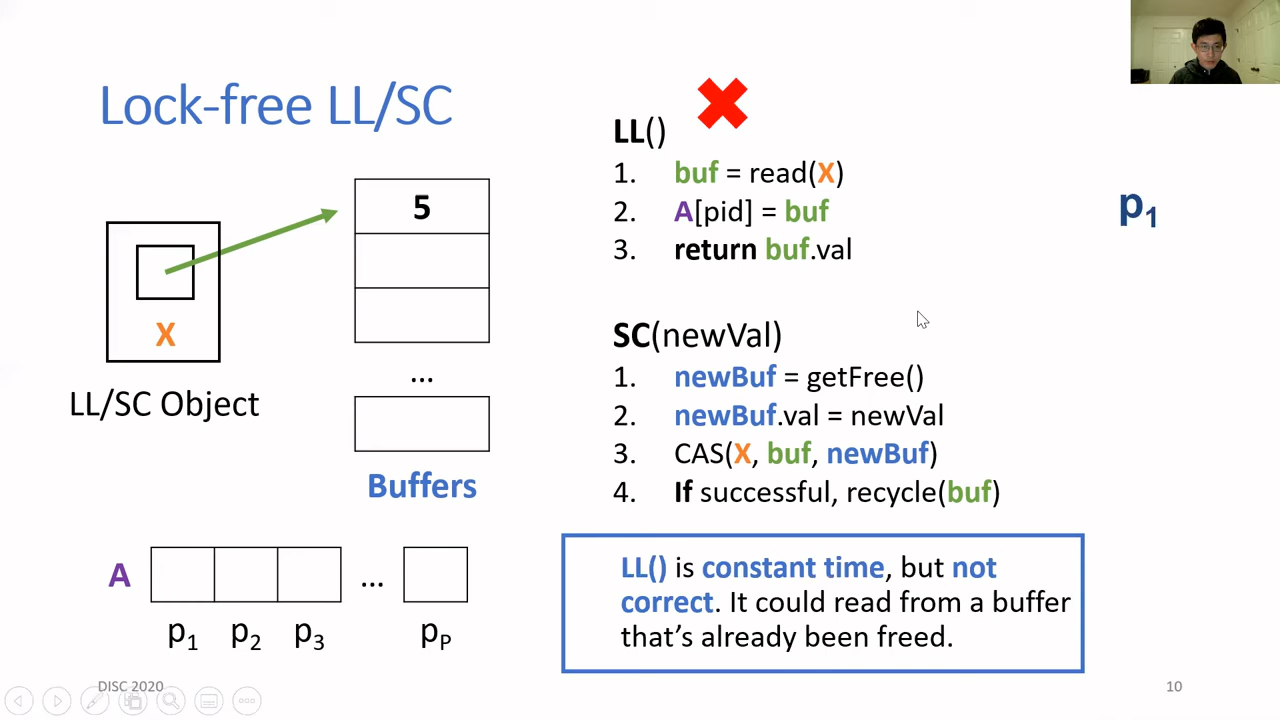 Lock-free LL/SC
5
X
LL/SC Object
...
Buffers
A
...
p1
p2
p3
pP
LL()
1. buf = read(X)
2. A[pid] = buf
3. return buf.val
p1
SC(newVal)
1. newBuf = getFree()
2. newBuf.val = newVal
3. CAS(X, buf, newBuf)
4. If successful, recycle(buf)
LL() is constant time, but not
correct. It could read from a buffer
that's already been freed.
DISC 2020
10